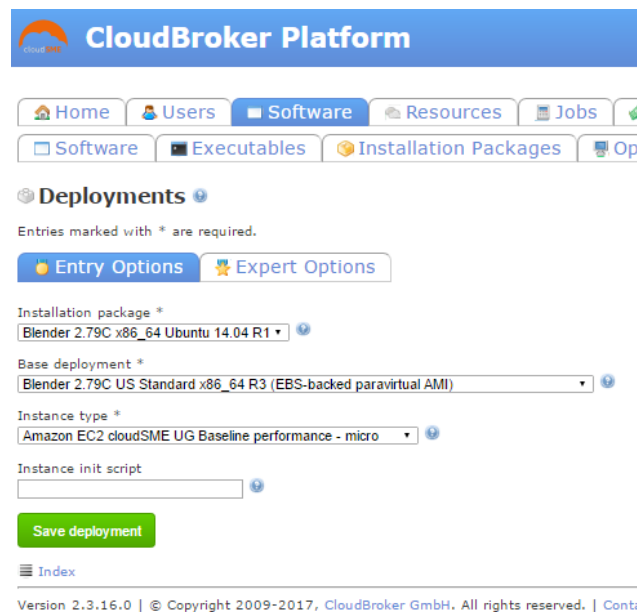 cloudSME
CloudBroker Platform
Home Users Software Resources Jobs
Software Executables Installation Packages Op
Deployments
Entries marked with * are required.
Entry Options Expert Options
Installation package *
Blender 2.79C x86_64 Ubuntu 14.04 R1
Base deployment *
Blender 2.79C US Standard x86_64 R3 (EBS-backed paravirtual AMI)
Instance type *
Amazon EC2 cloudSME UG Baseline performance - micro
Instance init script
Save deployment
Index
Version 2.3.16.0 | © Copyright 2009-2017, CloudBroker GmbH. All rights reserved. | Conta